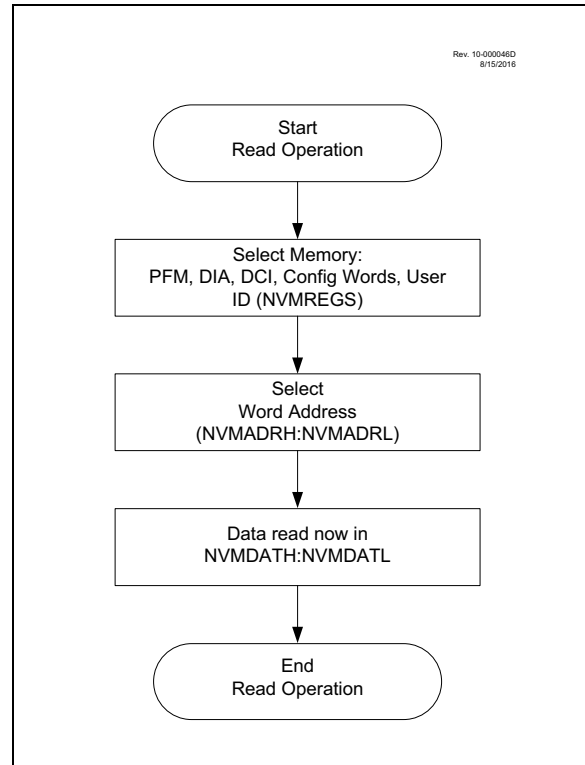 Rev. 10-000046D
8/15/2016
Start
Read Operation
Select Memory:
PFM, DIA, DCI, Config Words, User
ID (NVMREGS)
Select
Word Address
(NVMADRH:NVMADRL)
Data read now in
NVMDATH:NVMDATL
End
Read Operation